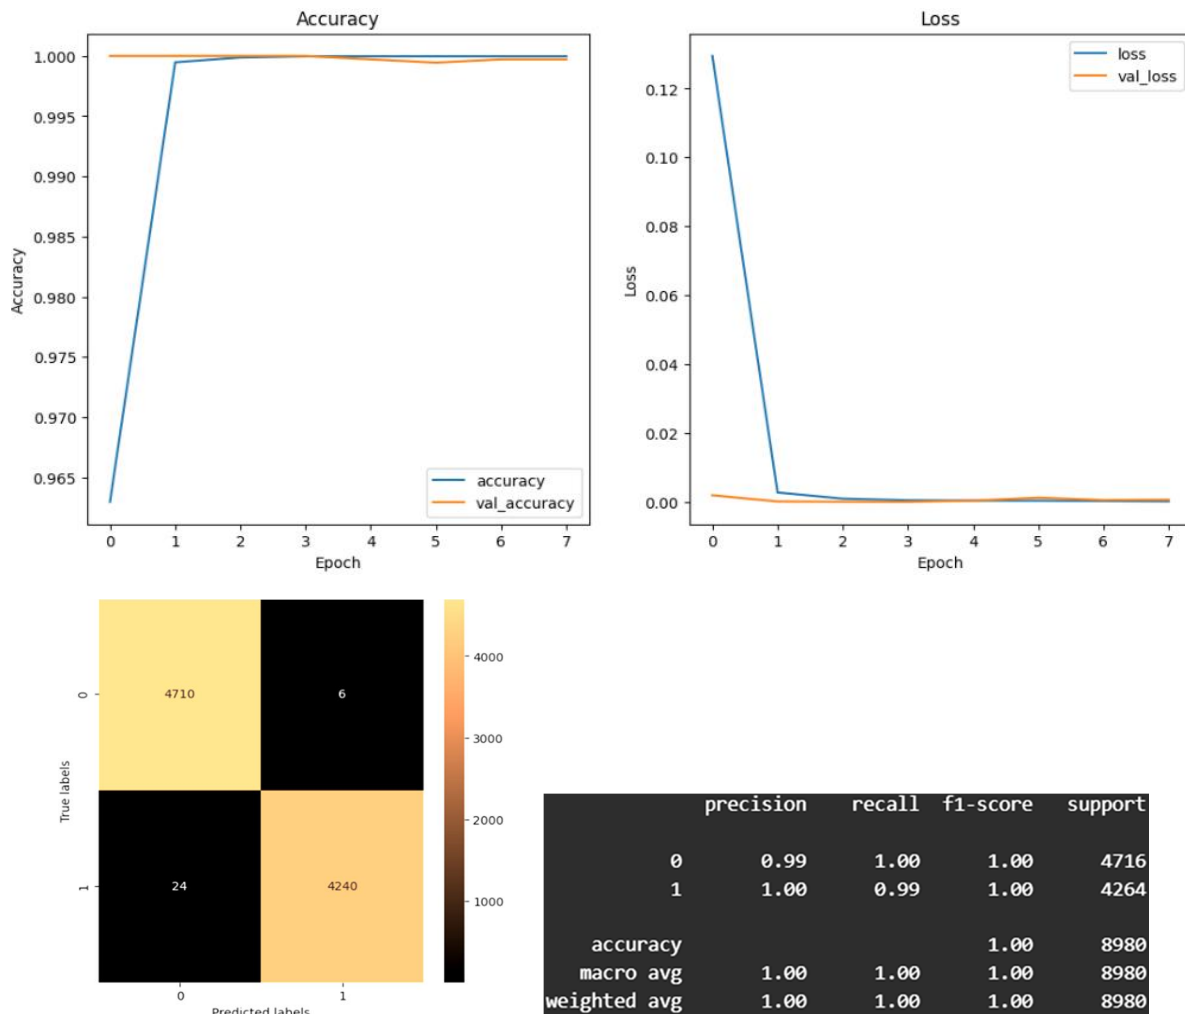 Accuracy
1.000
0.995
0.990
0.985
0.980
0.975
0.970
0.965
Accuracy
0 1 2 3 4 5 6 7
Epoch
accuracy
val_accuracy
Loss
0.12
0.10
0.08
0.06
0.04
0.02
0.00
Loss
0 1 2 3 4 5 6 7
Epoch
loss
val_loss
True labels
0
1
4710 6
24 4240
0 1
Predicted labels
4000
3000
2000
1000
precision recall f1-score support
0 0.99 1.00 1.00 4716
1 1.00 0.99 1.00 4264
accuracy 1.00 8980
macro avg 1.00 1.00 1.00 8980
weighted avg 1.00 1.00 1.00 8980